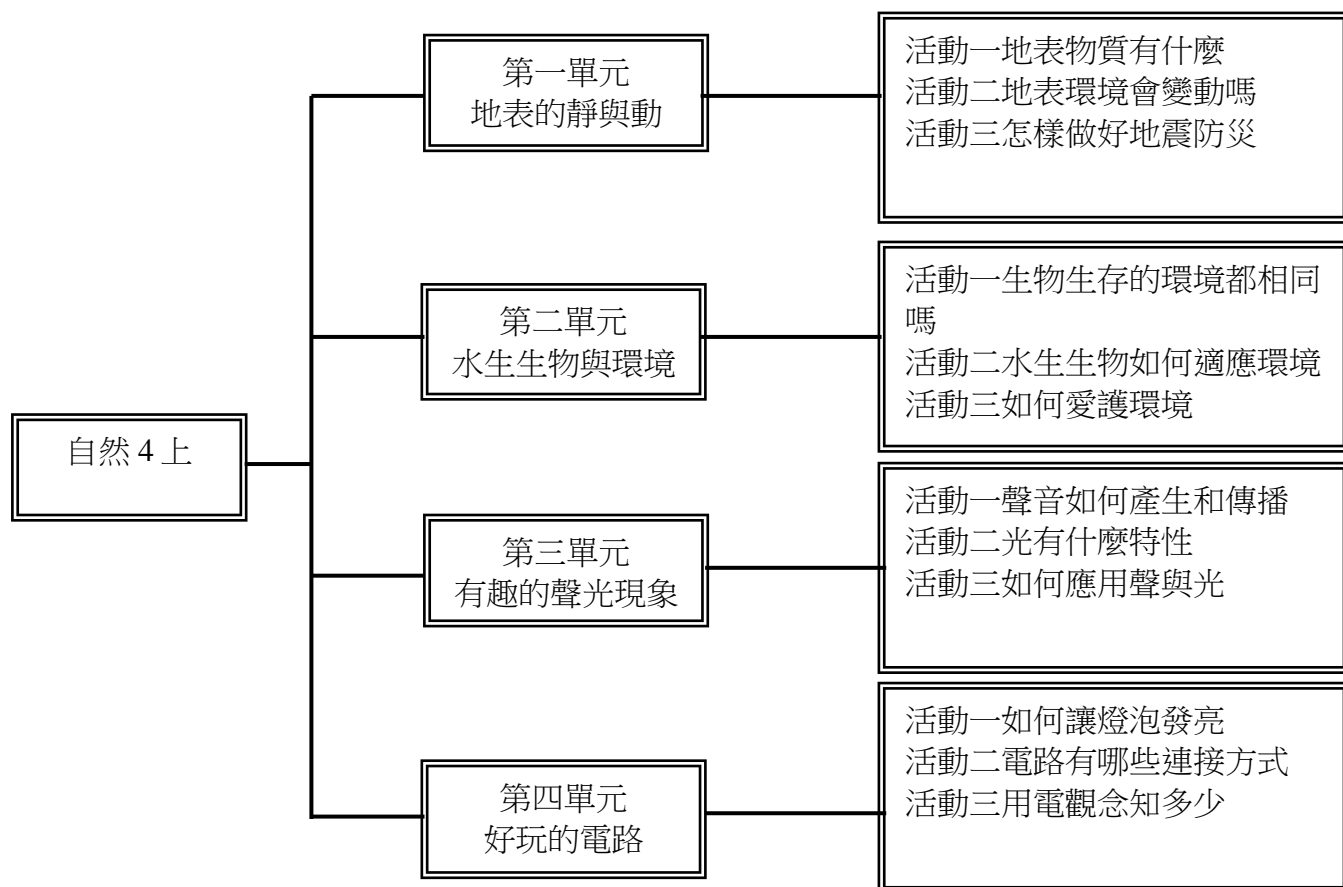 自然 4 上
第一單元
地表的靜與動
活動一地表物質有什麼
活動二地表環境會變動嗎
活動三怎樣做好地震防災
第二單元
水生生物與環境
活動一生物生存的環境都相同
嗎
活動二水生生物如何適應環境
活動三如何愛護環境
第三單元
有趣的聲光現象
活動一聲音如何產生和傳播
活動二光有什麼特性
活動三如何應用聲與光
第四單元
好玩的電路
活動一如何讓燈泡發亮
活動二電路有哪些連接方式
活動三用電觀念知多少